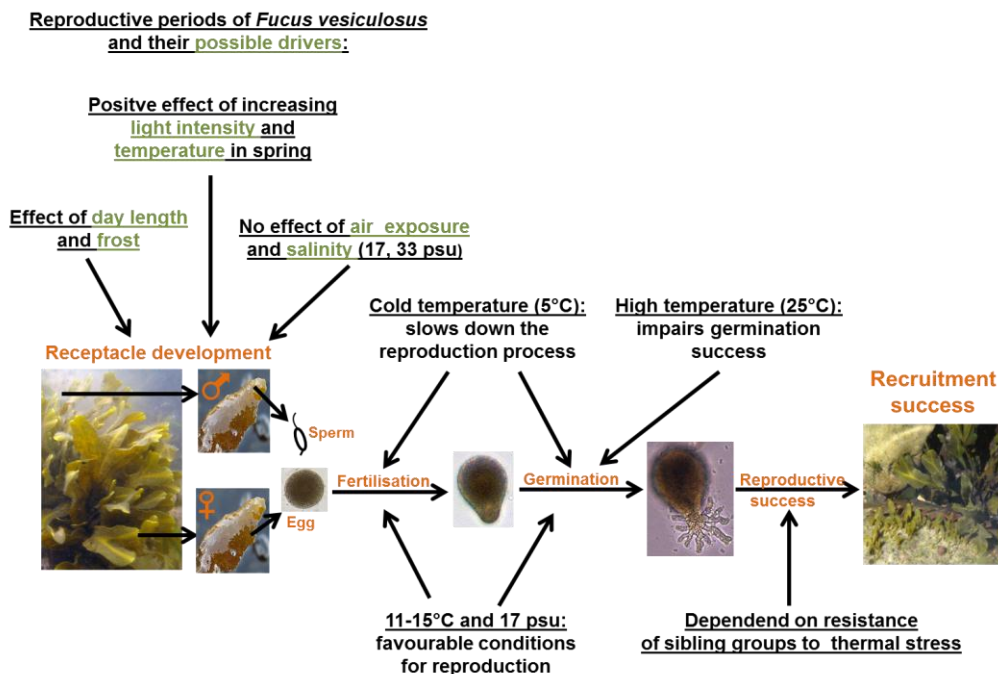 Reproductive periods of Fucus vesiculosus
and their possible drivers:
Positve effect of increasing
light intensity and
temperature in spring
Effect of day length
and frost
No effect of air exposure
and salinity (17, 33 psu)
Cold temperature (5°C):
slows down the
reproduction process
High temperature (25°C):
impairs germination
success
Receptacle development
Recruitment
success
♂
Sperm
♀
Egg
Fertilisation
Germination
Reproductive
success
11-15°C and 17 psu:
favourable conditions
for reproduction
Dependend on resistance
of sibling groups to thermal stress